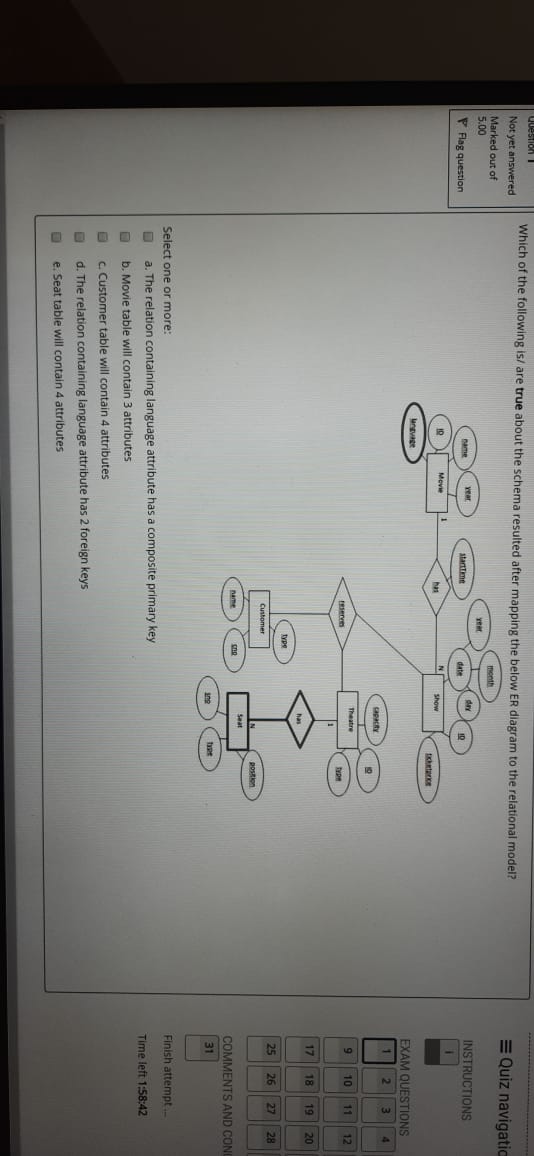 Question 1
Not yet answered
Marked out of
5.00
Flag question
Which of the following is/ are true about the schema resulted after mapping the below ER diagram to the relational model?
name
year
ID
Movie
language
1
startTime
has
N
year
month
day
date
ID
Show
ticketprice
reserves
capacity
ID
Theatre
type
1
type
Customer
name
has
N
Seat
position
type
Select one or more:
a. The relation containing language attribute has a composite primary key
b. Movie table will contain 3 attributes
c. Customer table will contain 4 attributes
d. The relation containing language attribute has 2 foreign keys
e. Seat table will contain 4 attributes
Quiz navigatio
INSTRUCTIONS
i
EXAM QUESTIONS
1 2 3 4
9 10 11 12
17 18 19 20
25 26 27 28
COMMENTS AND CON
31
Finish attempt ...
Time left 1:58:42